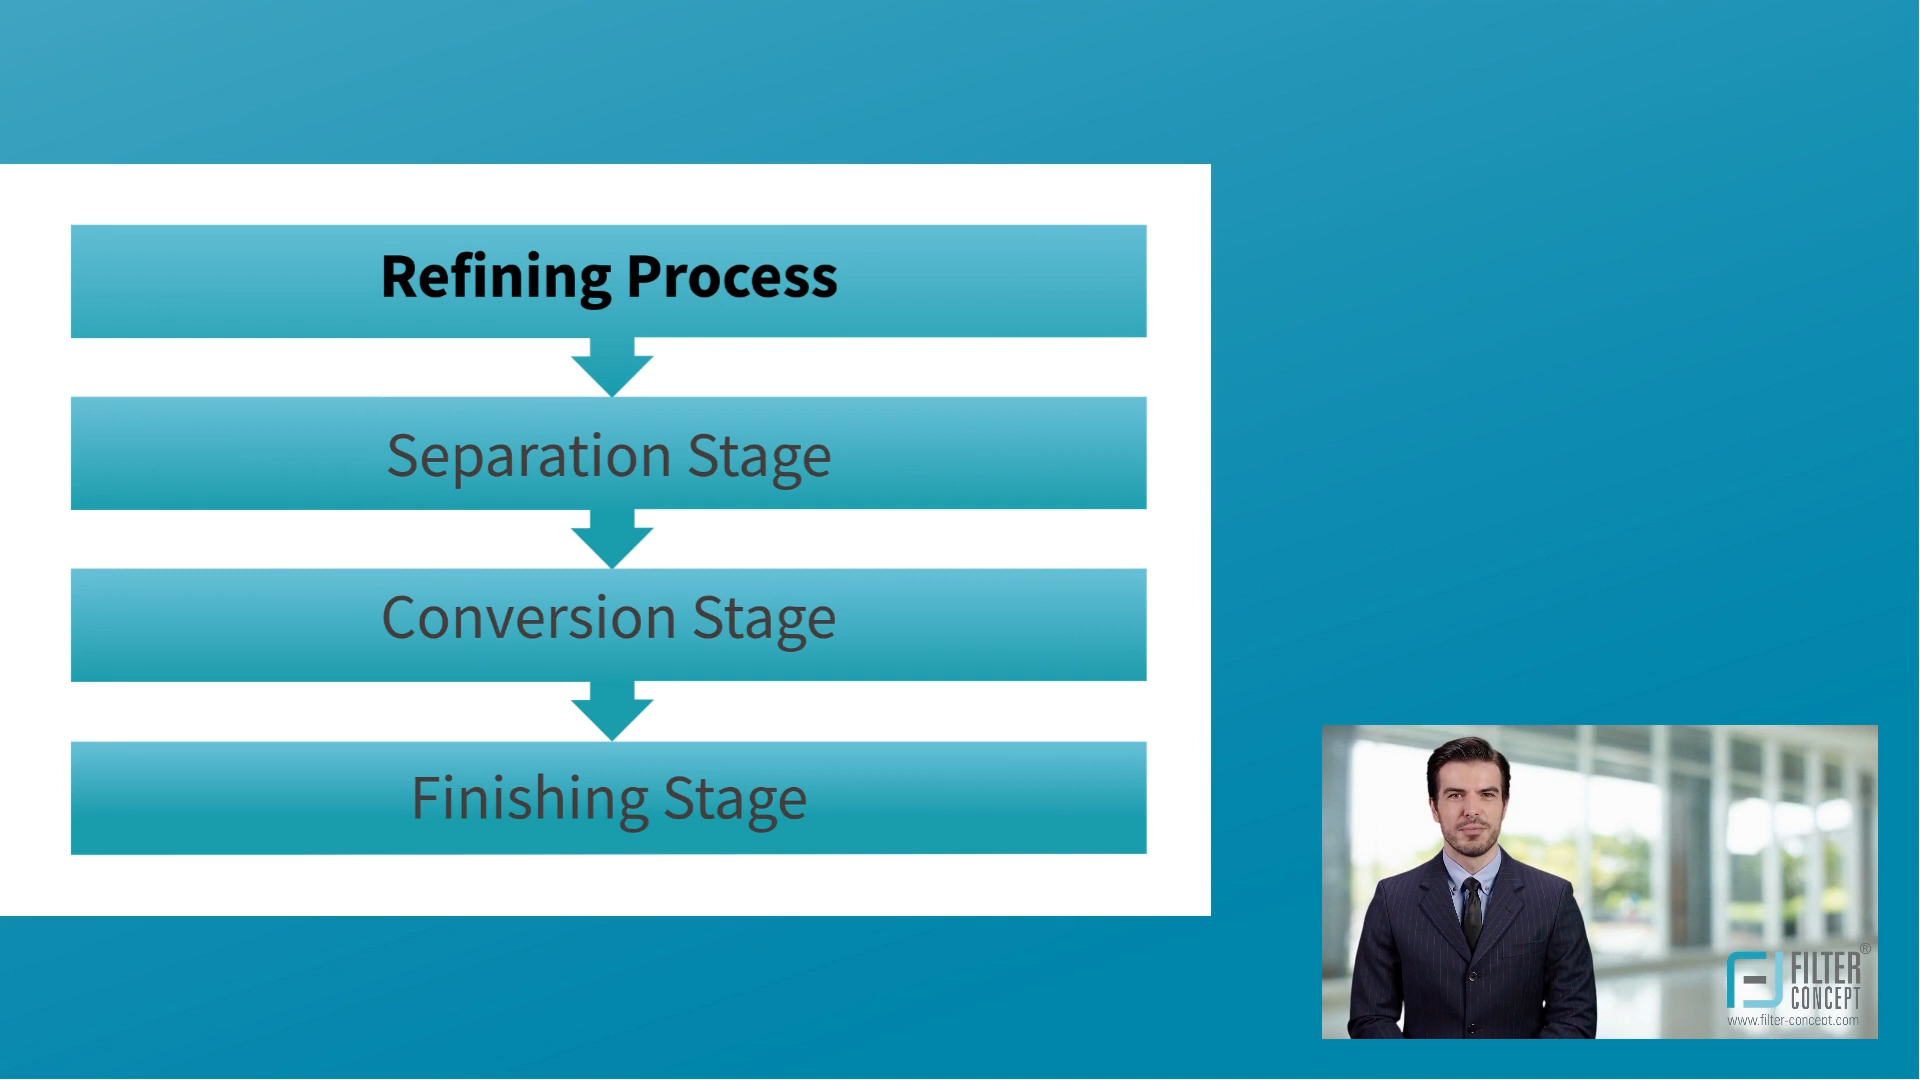 Refining Process
Separation Stage
Conversion Stage
Finishing Stage
FILTER®
CONCEPT
www.filter-concept.com